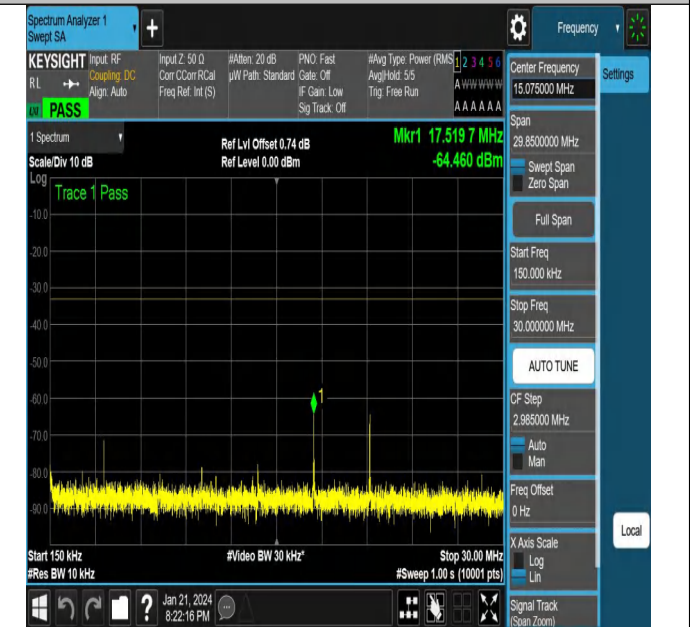 Spectrum Analyzer 1
Swept SA
+
Frequency
KEYSIGHT
RL
PASS
Input: RF
Coupling: DC
Align: Auto
Input Z: 50 Ω
Corr CCorr RCal
Freq Ref: Int (S)
#Atten: 20 dB
µW Path: Standard
PNO: Fast
Gate: Off
IF Gain: Low
Sig Track: Off
#Avg Type: Power (RMS
Avg|Hold: 5/5
Trig: Free Run
1 2 3 4 5 6
A W W W W W
A A A A A A
1 Spectrum
Scale/Div 10 dB
Log
Ref Lvl Offset 0.74 dB
Ref Level 0.00 dBm
Mkr1 17.519 7 MHz
-64.460 dBm
Trace 1 Pass
-10.0
-20.0
-30.0
-40.0
-50.0
-60.0
-70.0
-80.0
-90.0
1
Start 150 kHz
#Res BW 10 kHz
#Video BW 30 kHz*
Stop 30.00 MHz
#Sweep 1.00 s (10001 pts)
?
Jan 21, 2024
8:22:16 PM
Center Frequency
15.075000 MHz
Settings
Span
29.8500000 MHz
Swept Span
Zero Span
Full Span
Start Freq
150.000 kHz
Stop Freq
30.000000 MHz
AUTO TUNE
CF Step
2.985000 MHz
Auto
Man
Freq Offset
0 Hz
Local
X Axis Scale
Log
Lin
Signal Track
(Span Zoom)